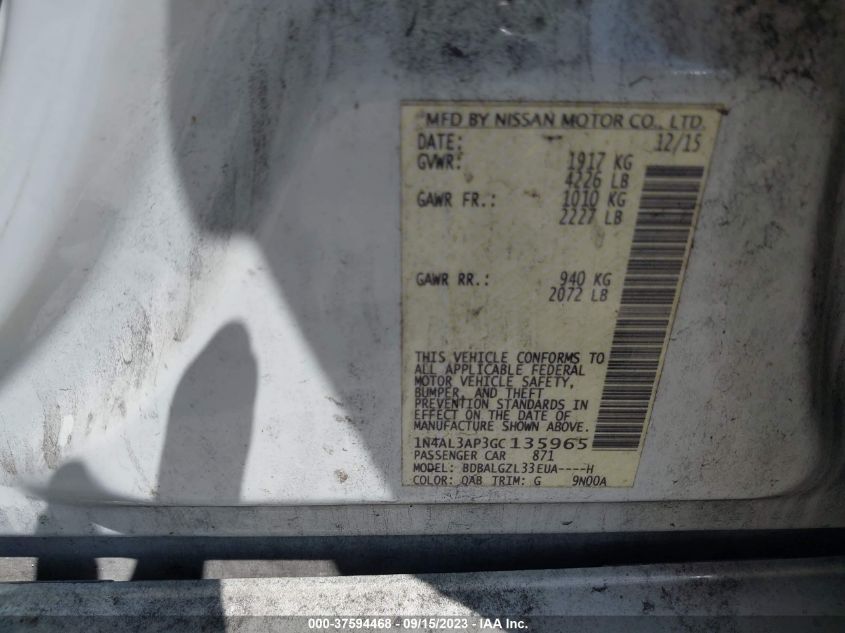 MFD BY NISSAN MOTOR CO., LTD.
DATE: 12/15
GVWR: 1917 KG
4226 LB
GAWR FR.: 1010 KG
2227 LB
GAWR RR.: 940 KG
2072 LB
THIS VEHICLE CONFORMS TO
ALL APPLICABLE FEDERAL
MOTOR VEHICLE SAFETY,
BUMPER, AND THEFT
PREVENTION STANDARDS IN
EFFECT ON THE DATE OF
MANUFACTURE SHOWN ABOVE.
1N4AL3AP3GC135965
PASSENGER CAR 871
MODEL: BDBALGZL33EUA----H
COLOR: QAB TRIM: G 9N00A
000-37594468 - 09/15/2023 - IAA Inc.